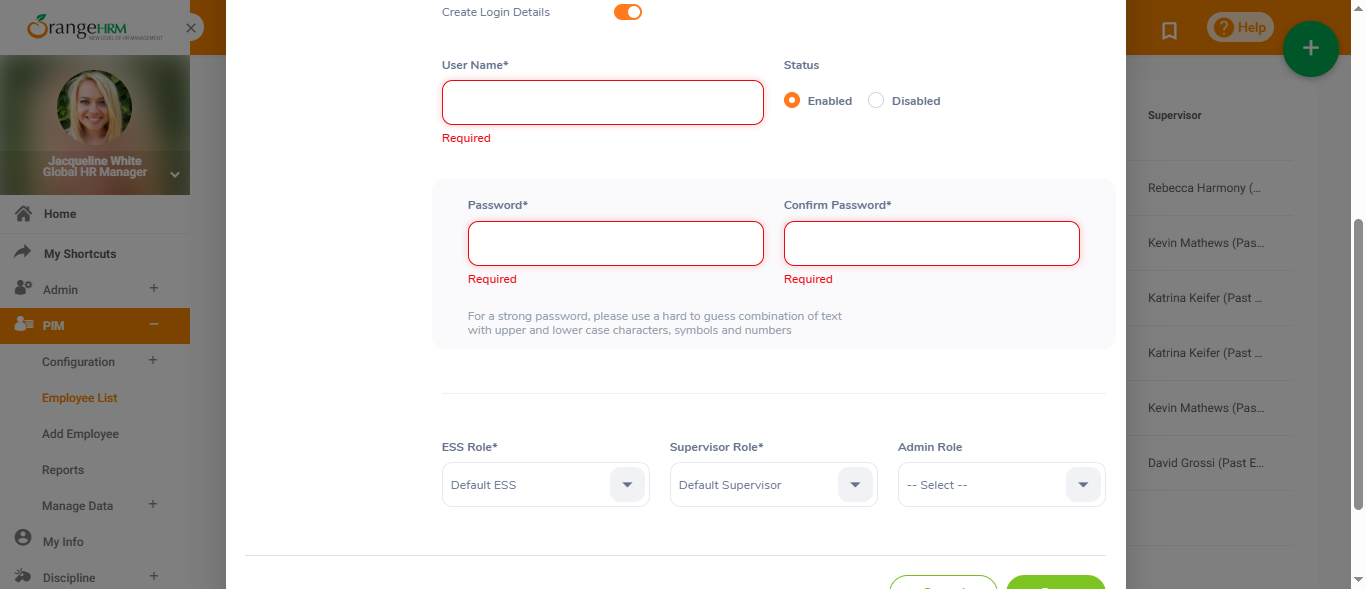 OrangeHRM
NEW LEVEL OF HR MANAGEMENT
Jacqueline White
Global HR Manager
Home
My Shortcuts
Admin
PIM
Configuration
Employee List
Add Employee
Reports
Manage Data
My Info
Discipline
Create Login Details
User Name*
Required
Status
Enabled
Disabled
Password*
Required
Confirm Password*
Required
For a strong password, please use a hard to guess combination of text
with upper and lower case characters, symbols and numbers
ESS Role*
Default ESS
Supervisor Role*
Default Supervisor
Admin Role
-- Select --
Help
Supervisor
Rebecca Harmony (...
Kevin Mathews (Pas...
Katrina Keifer (Past ...
Katrina Keifer (Past ...
Kevin Mathews (Pas...
David Grossi (Past E...